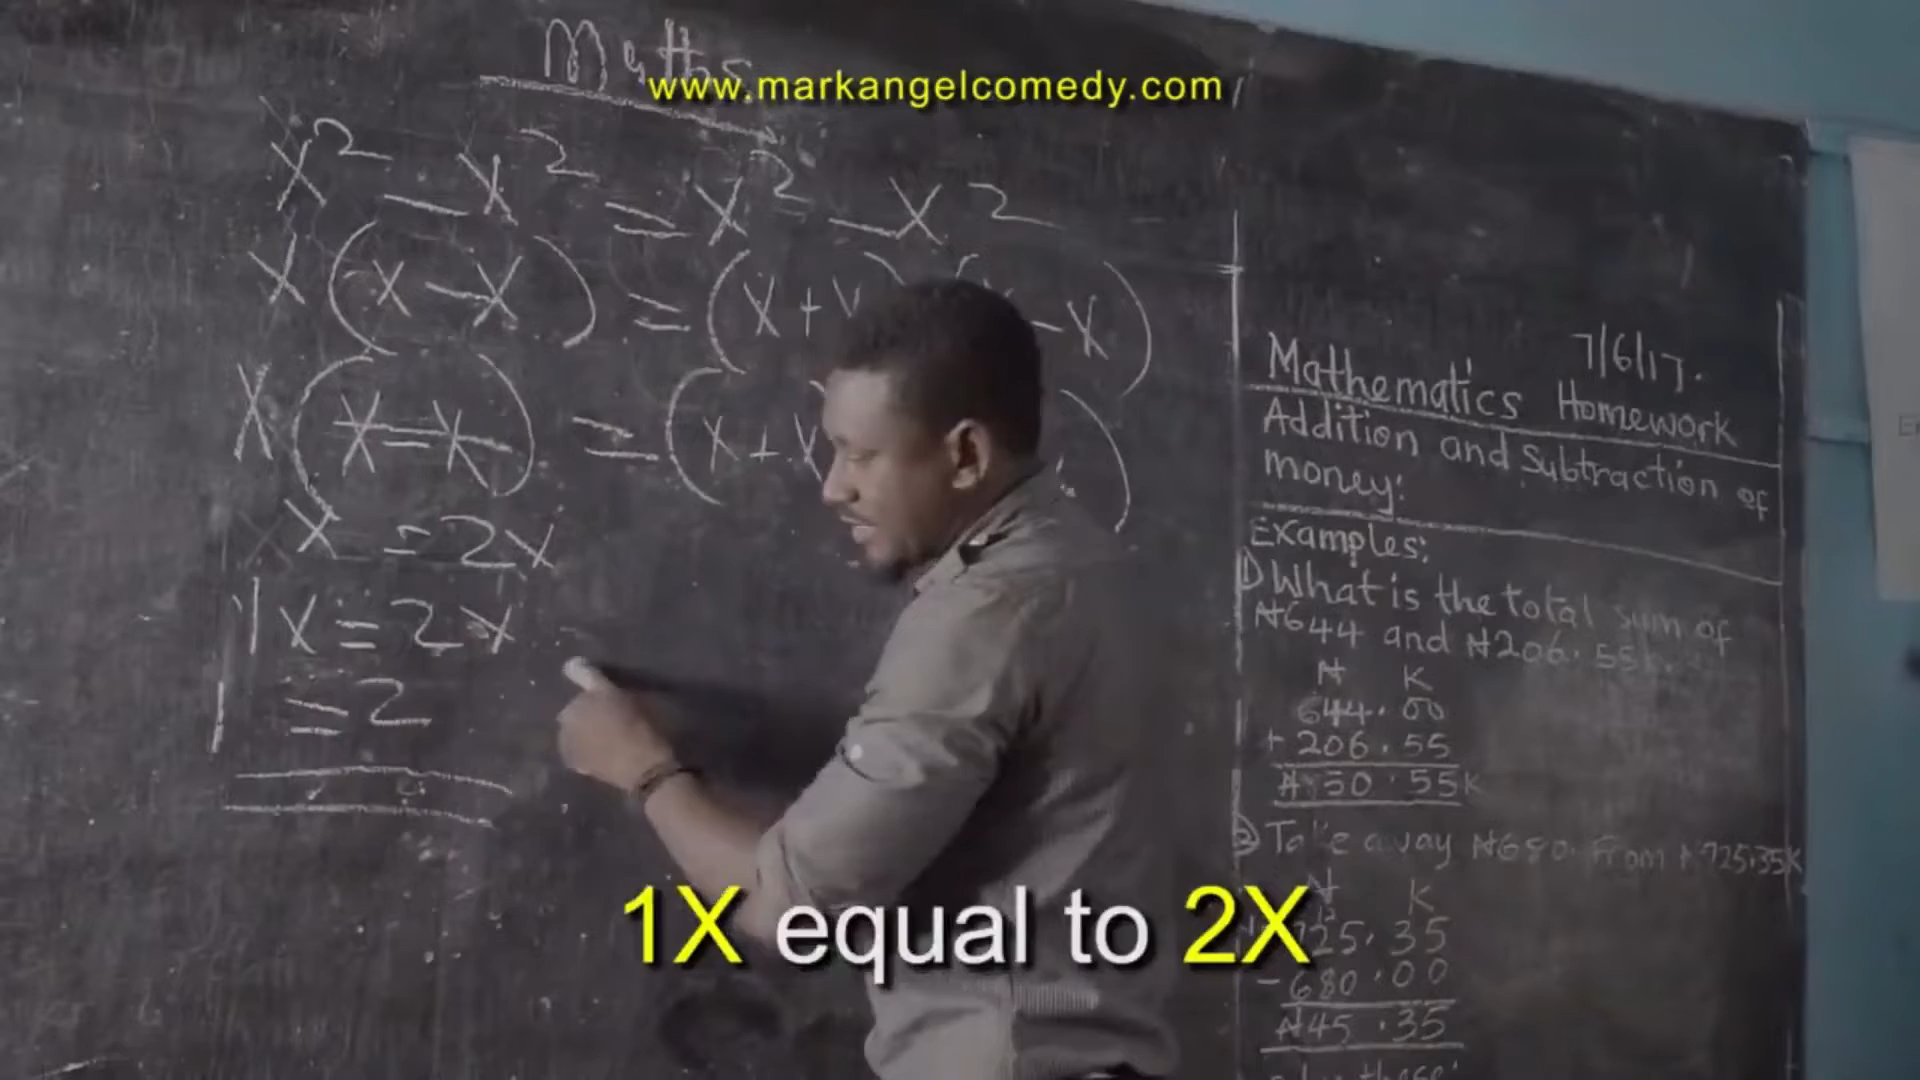 Maths
www.markangelcomedy.com
X² - X² = X² - X²
X(X - X) = (X + X)(X - X)
X(X - X) = (X + X
X = 2X
1X = 2X
1 = 2
7/6/17.
Mathematics Homework
Addition and Subtraction of
money:
Examples:
1) What is the total sum of
₦644 and ₦206.55k.
₦ K
644.00
+ 206.55
₦850.55K
2) Take away ₦680 from ₦725.35K
₦ K
725.35
- 680.00
₦45.35
1X equal to 2X